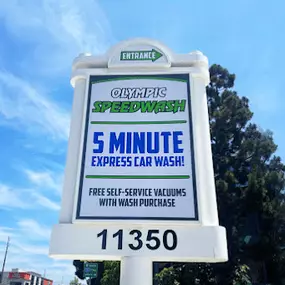 ENTRANCE
OLYMPIC
SPEEDWASH
5 MINUTE
EXPRESS CAR WASH!
FREE SELF-SERVICE VACUUMS
WITH WASH PURCHASE
11350